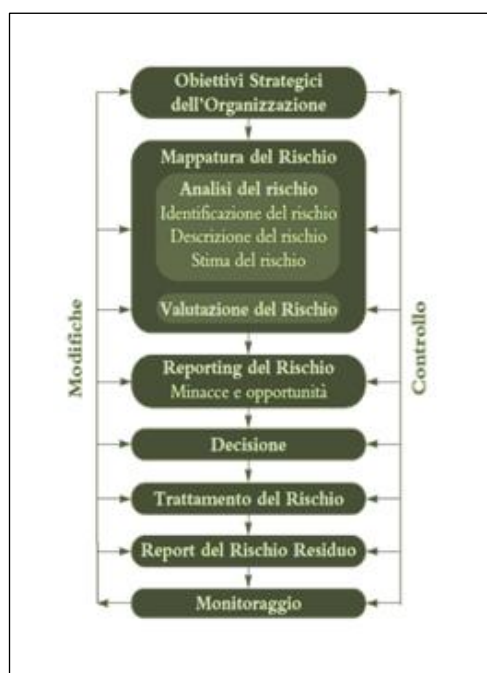 Obiettivi Strategici
dell'Organizzazione
Mappatura del Rischio
Analisi del rischio
Identificazione del rischio
Descrizione del rischio
Stima del rischio
Valutazione del Rischio
Reporting del Rischio
Minacce e opportunità
Decisione
Trattamento del Rischio
Report del Rischio Residuo
Monitoraggio
Modifiche
Controllo